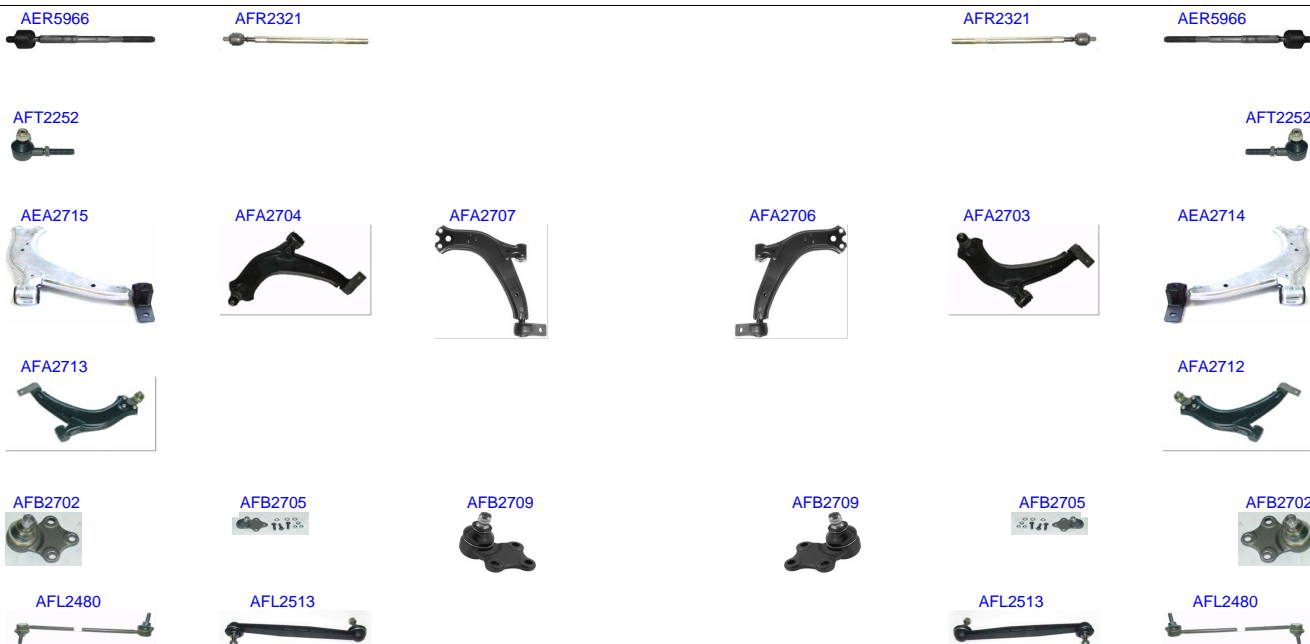 AER5966 AFR2321 AFR2321 AER5966
AFT2252 AFT2252
AEA2715 AFA2704 AFA2707 AFA2706 AFA2703 AEA2714
AFA2713 AFA2712
AFB2702 AFB2705 AFB2709 AFB2709 AFB2705 AFB2702
AFL2480 AFL2513 AFL2513 AFL2480